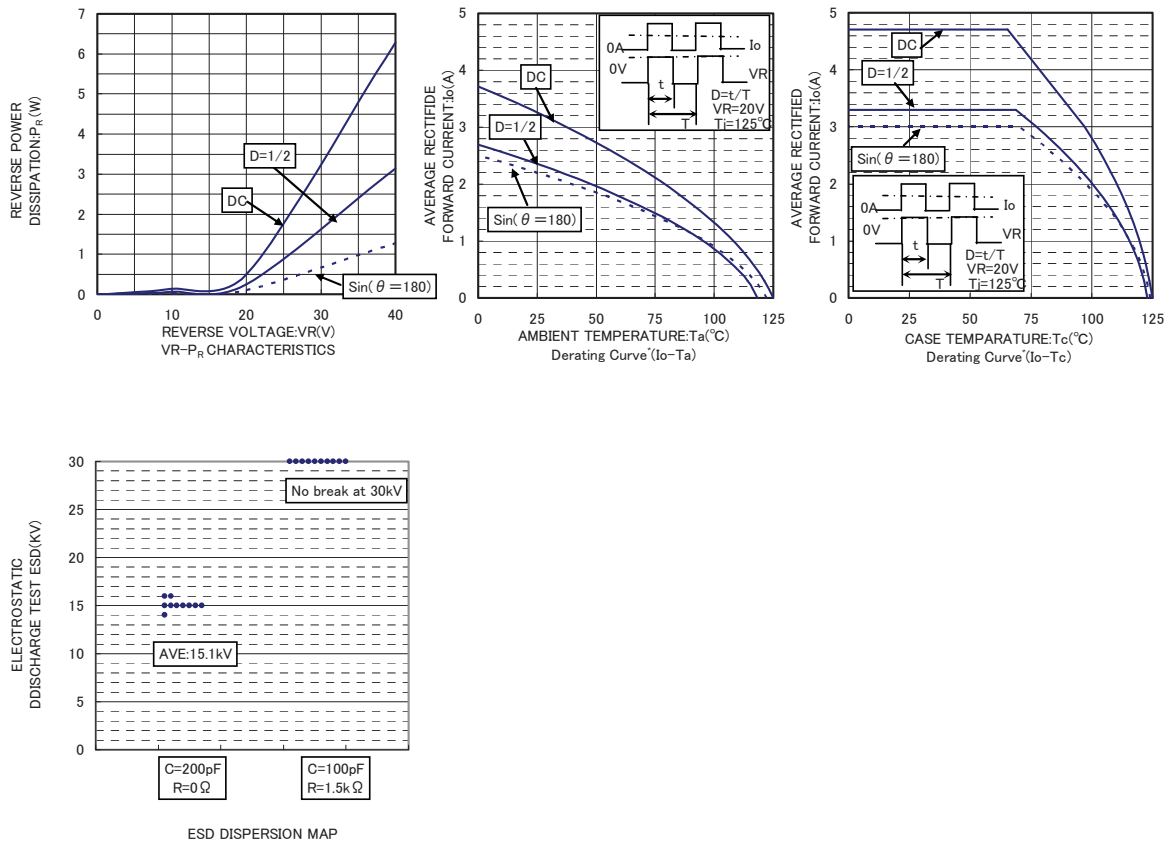 REVERSE POWER
DISSIPATION:PR(W)
7
6
5
4
3
2
1
0
0
10
20
30
40
D=1/2
DC
Sin(θ=180)
REVERSE VOLTAGE:VR(V)
VR-PR CHARACTERISTICS
AVERAGE RECTIFIDE
FORWARD CURRENT:Io(A)
5
4
3
2
1
0
0
25
50
75
100
125
DC
D=1/2
Sin(θ=180)
0A
0V
Io
VR
t
T
D=t/T
VR=20V
Tj=125℃
AMBIENT TEMPERATURE:Ta(℃)
Derating Curve"(Io-Ta)
AVERAGE RECTIFIED
FORWARD CURRENT:Io(A)
5
4
3
2
1
0
0
25
50
75
100
125
DC
D=1/2
Sin(θ=180)
0A
0V
Io
VR
t
T
D=t/T
VR=20V
Tj=125℃
CASE TEMPARATURE:Tc(℃)
Derating Curve"(Io-Tc)
ELECTROSTATIC
DDISCHARGE TEST ESD(KV)
30
25
20
15
10
5
0
No break at 30kV
AVE:15.1kV
C=200pF
R=0Ω
C=100pF
R=1.5kΩ
ESD DISPERSION MAP